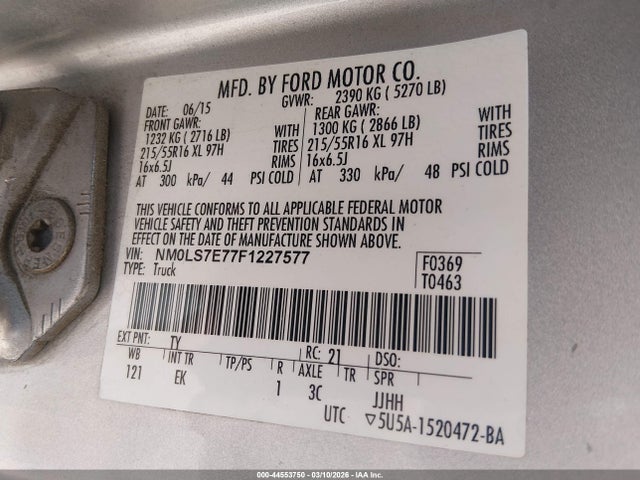 MFD. BY FORD MOTOR CO.
DATE: 06/15 GVWR: 2390 KG (5270 LB)
FRONT GAWR: REAR GAWR:
1232 KG (2716 LB) WITH 1300 KG (2866 LB) WITH
215/55R16 XL 97H TIRES 215/55R16 XL 97H TIRES
16x6.5J RIMS 16x6.5J RIMS
AT 300 kPa/ 44 PSI COLD AT 330 kPa/ 48 PSI COLD
THIS VEHICLE CONFORMS TO ALL APPLICABLE FEDERAL MOTOR
VEHICLE SAFETY AND THEFT PREVENTION STANDARDS IN
EFFECT ON THE DATE OF MANUFACTURE SHOWN ABOVE.
VIN: NM0LS7E77F1227577 F0369
TYPE: Truck T0463
EXT PNT: TY RC: 21 DSO:
WB INT TR TP/PS R AXLE TR SPR
121 EK 1 3C JJHH
UTC ▽5U5A-1520472-BA
000-44553750 03/10/2026 IAA Inc.